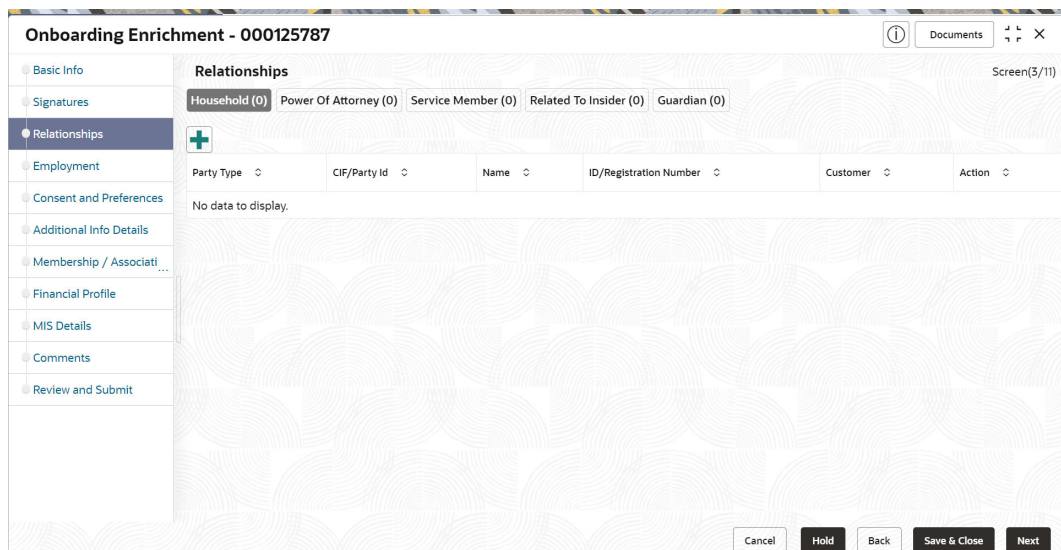 Onboarding Enrichment - 000125787
Documents
Basic Info
Signatures
Relationships
Employment
Consent and Preferences
Additional Info Details
Membership / Associati...
Financial Profile
MIS Details
Comments
Review and Submit
Relationships
Screen(3/11)
Household (0) Power Of Attorney (0) Service Member (0) Related To Insider (0) Guardian (0)
Party Type CIF/Party Id Name ID/Registration Number Customer Action
No data to display.
Cancel Hold Back Save & Close Next